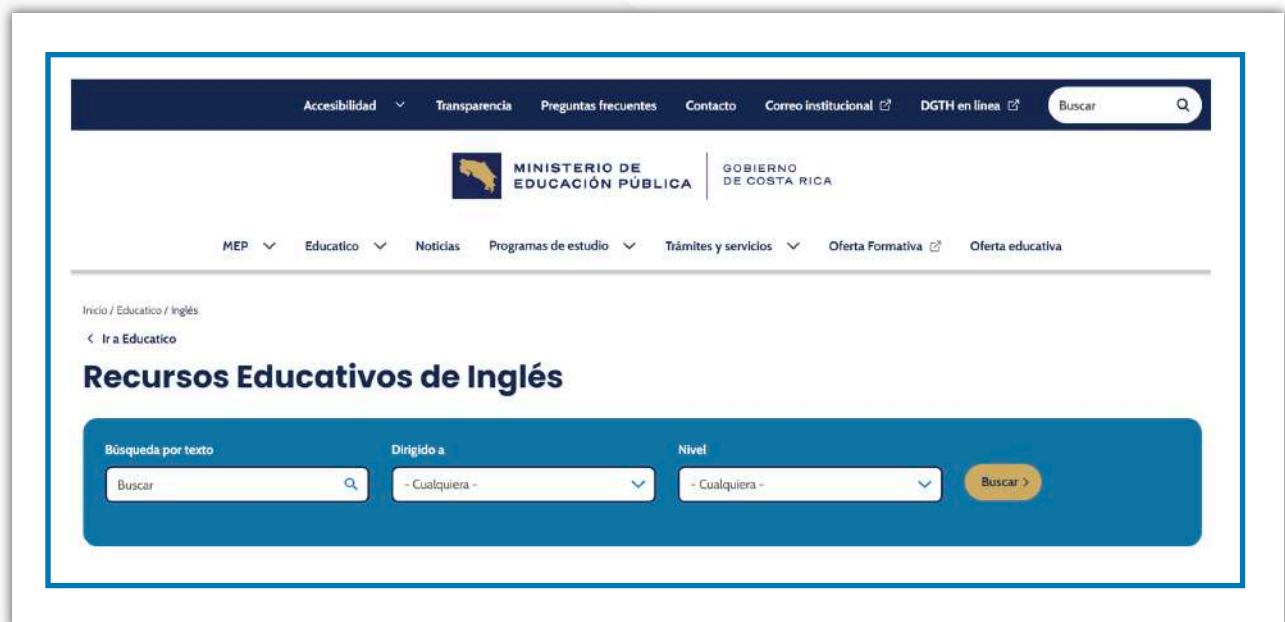 Accesibilidad Transparencia Preguntas frecuentes Contacto Correo institucional DGTH en línea Buscar
MINISTERIO DE EDUCACIÓN PÚBLICA
GOBIERNO DE COSTA RICA
MEP Educatico Noticias Programas de estudio Trámites y servicios Oferta Formativa Oferta educativa
Inicio / Educatico / Inglés
< Ir a Educatico
Recursos Educativos de Inglés
Búsqueda por texto Dirigido a Nivel
Buscar - Cualquiera - - Cualquiera - Buscar >